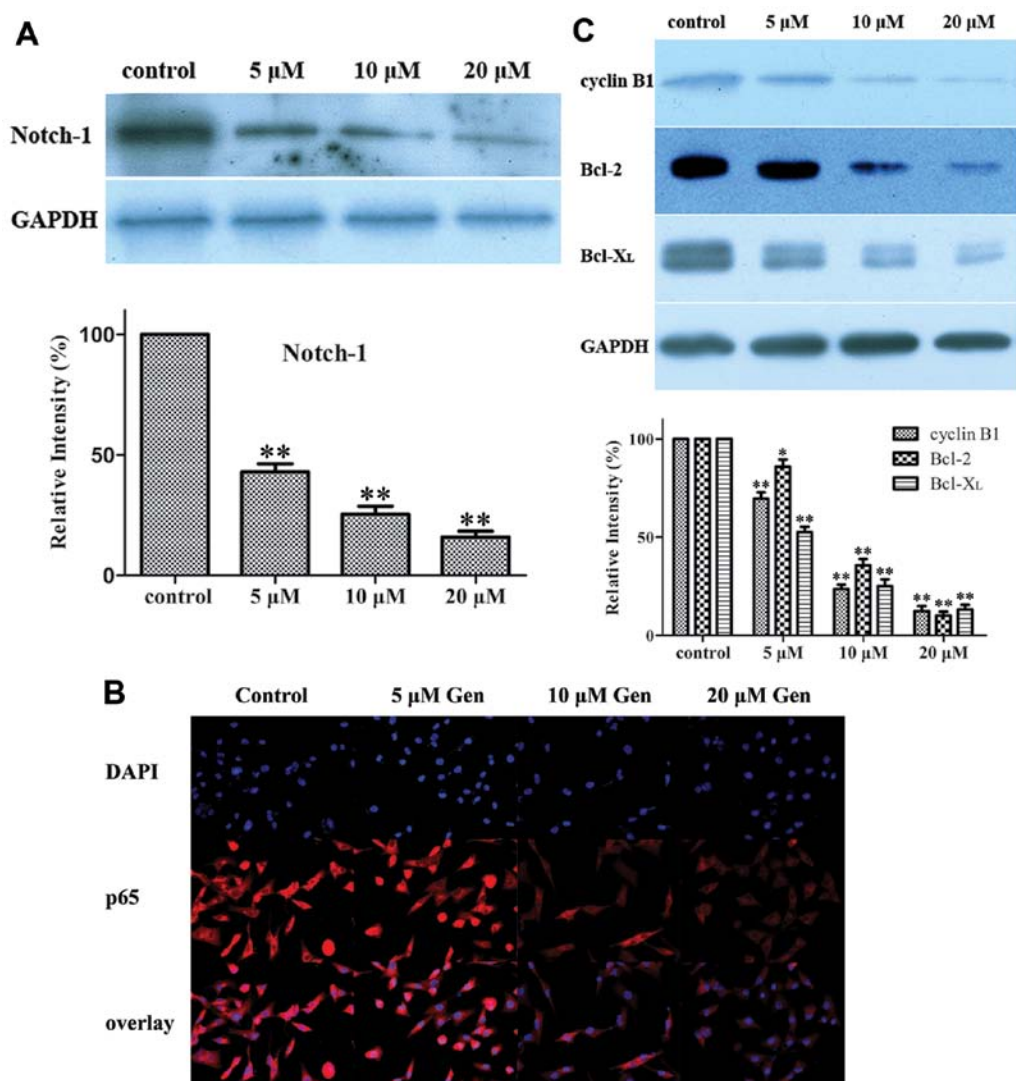 A
control 5 μM 10 μM 20 μM
Notch-1
GAPDH
Relative Intensity (%)
100
50
0
Notch-1
**
**
**
control 5 μM 10 μM 20 μM
C
control 5 μM 10 μM 20 μM
cyclin B1
Bcl-2
Bcl-XL
GAPDH
Relative Intensity (%)
100
50
0
cyclin B1
Bcl-2
Bcl-XL
** * **
** ** **
** ** **
control 5 μM 10 μM 20 μM
B
Control 5 μM Gen 10 μM Gen 20 μM Gen
DAPI
p65
overlay